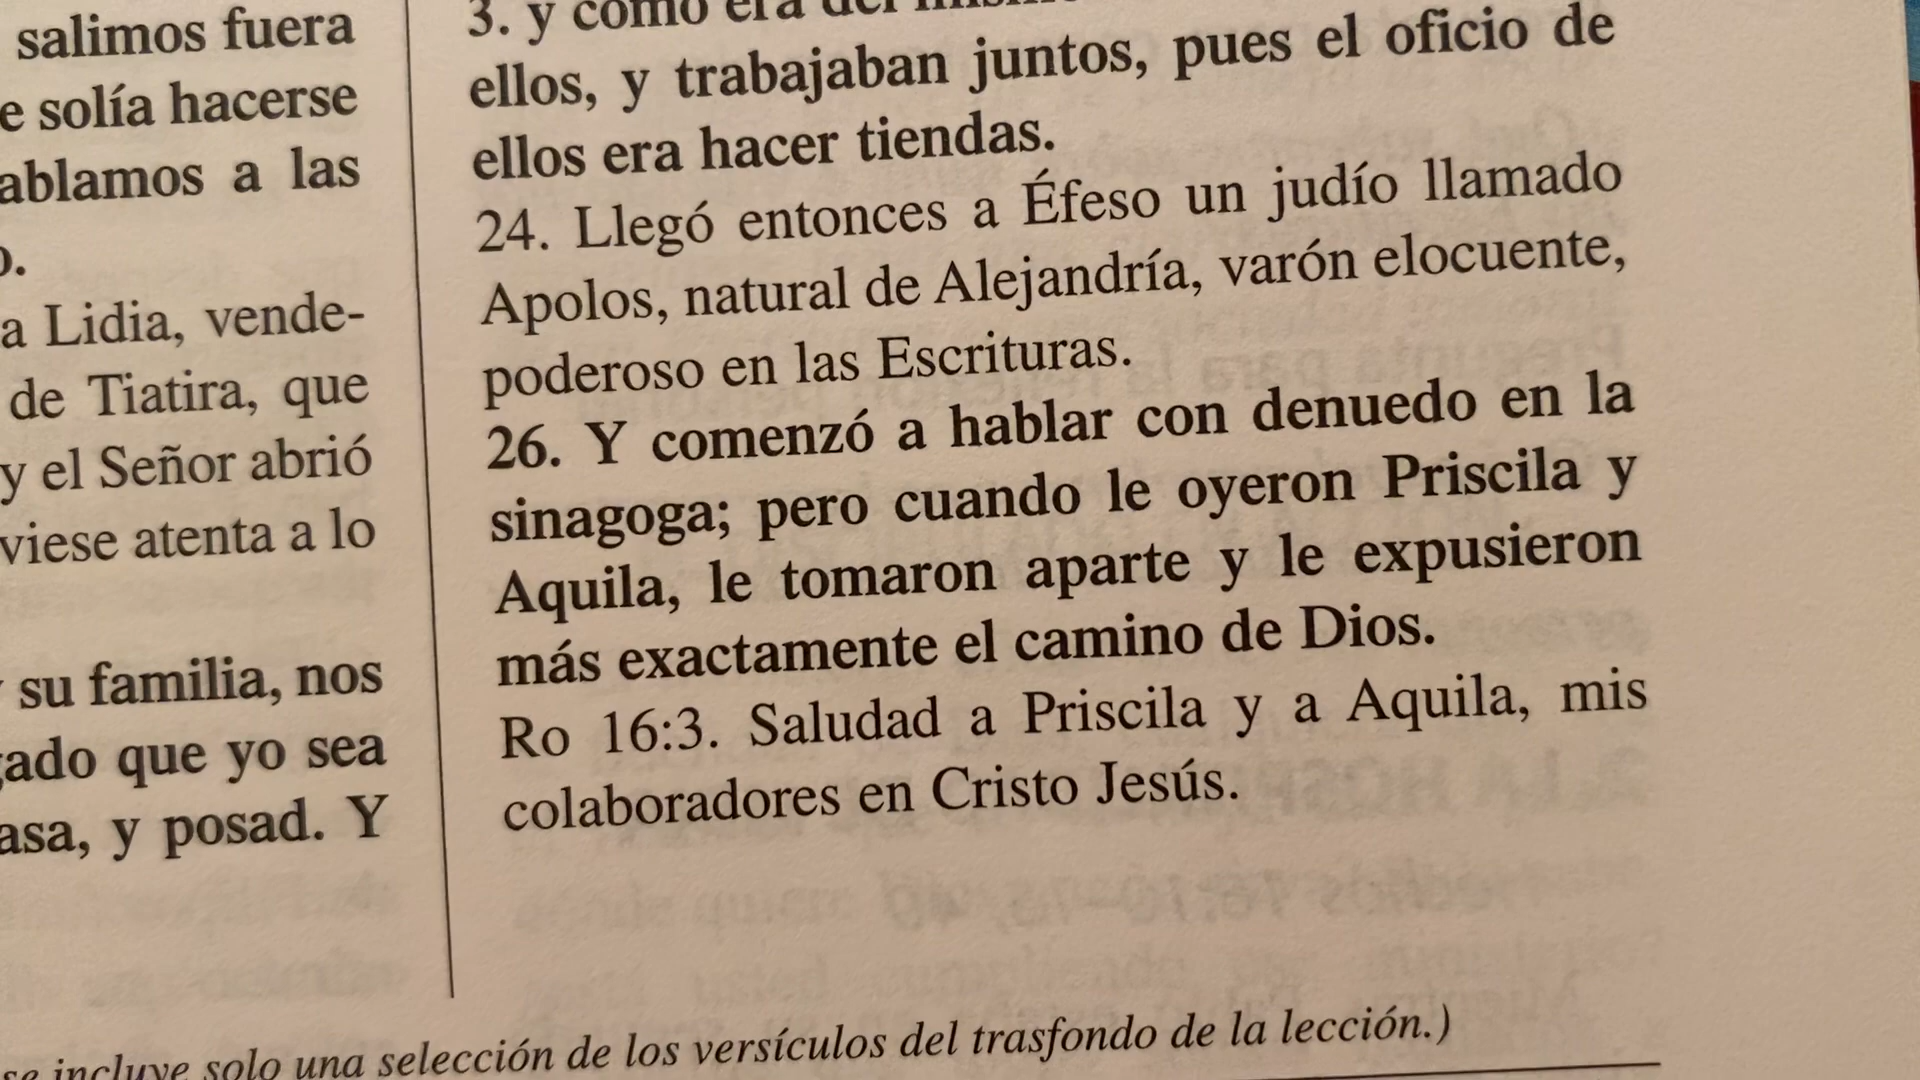 salimos fuera
solía hacerse
a las
a Lidia, vende-
de Tiatira, que
y el Señor abrió
viese atenta a lo
su familia, nos
que yo sea
y posad. Y
3. y como era del
ellos, y trabajaban juntos, pues el oficio de
ellos era hacer tiendas.
24. Llegó entonces a Éfeso un judío llamado
Apolos, natural de Alejandría, varón elocuente,
poderoso en las Escrituras.
26. Y comenzó a hablar con denuedo en la
sinagoga; pero cuando le oyeron Priscila y
Aquila, le tomaron aparte y le expusieron
más exactamente el camino de Dios.
Ro 16:3. Saludad a Priscila y a Aquila, mis
colaboradores en Cristo Jesús.
se incluye solo una selección de los versículos del trasfondo de la lección.)